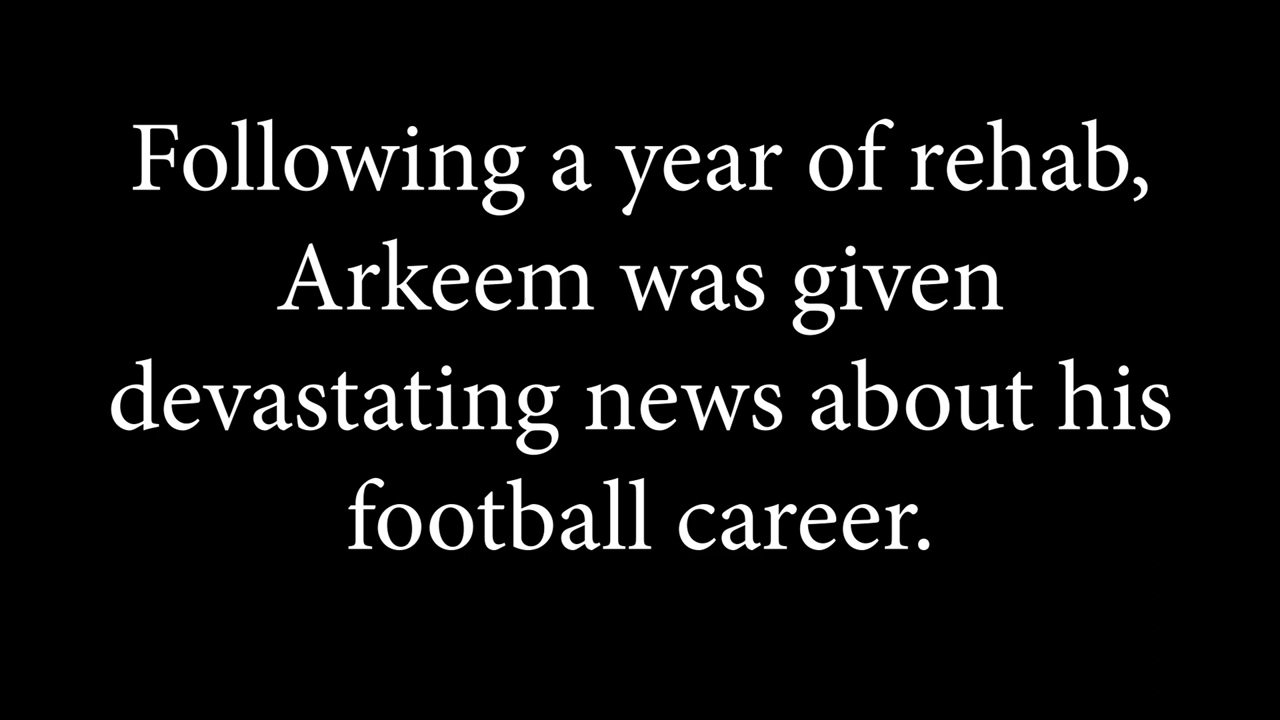 Following a year of rehab,
Arkeem was given
devastating news about his
football career.